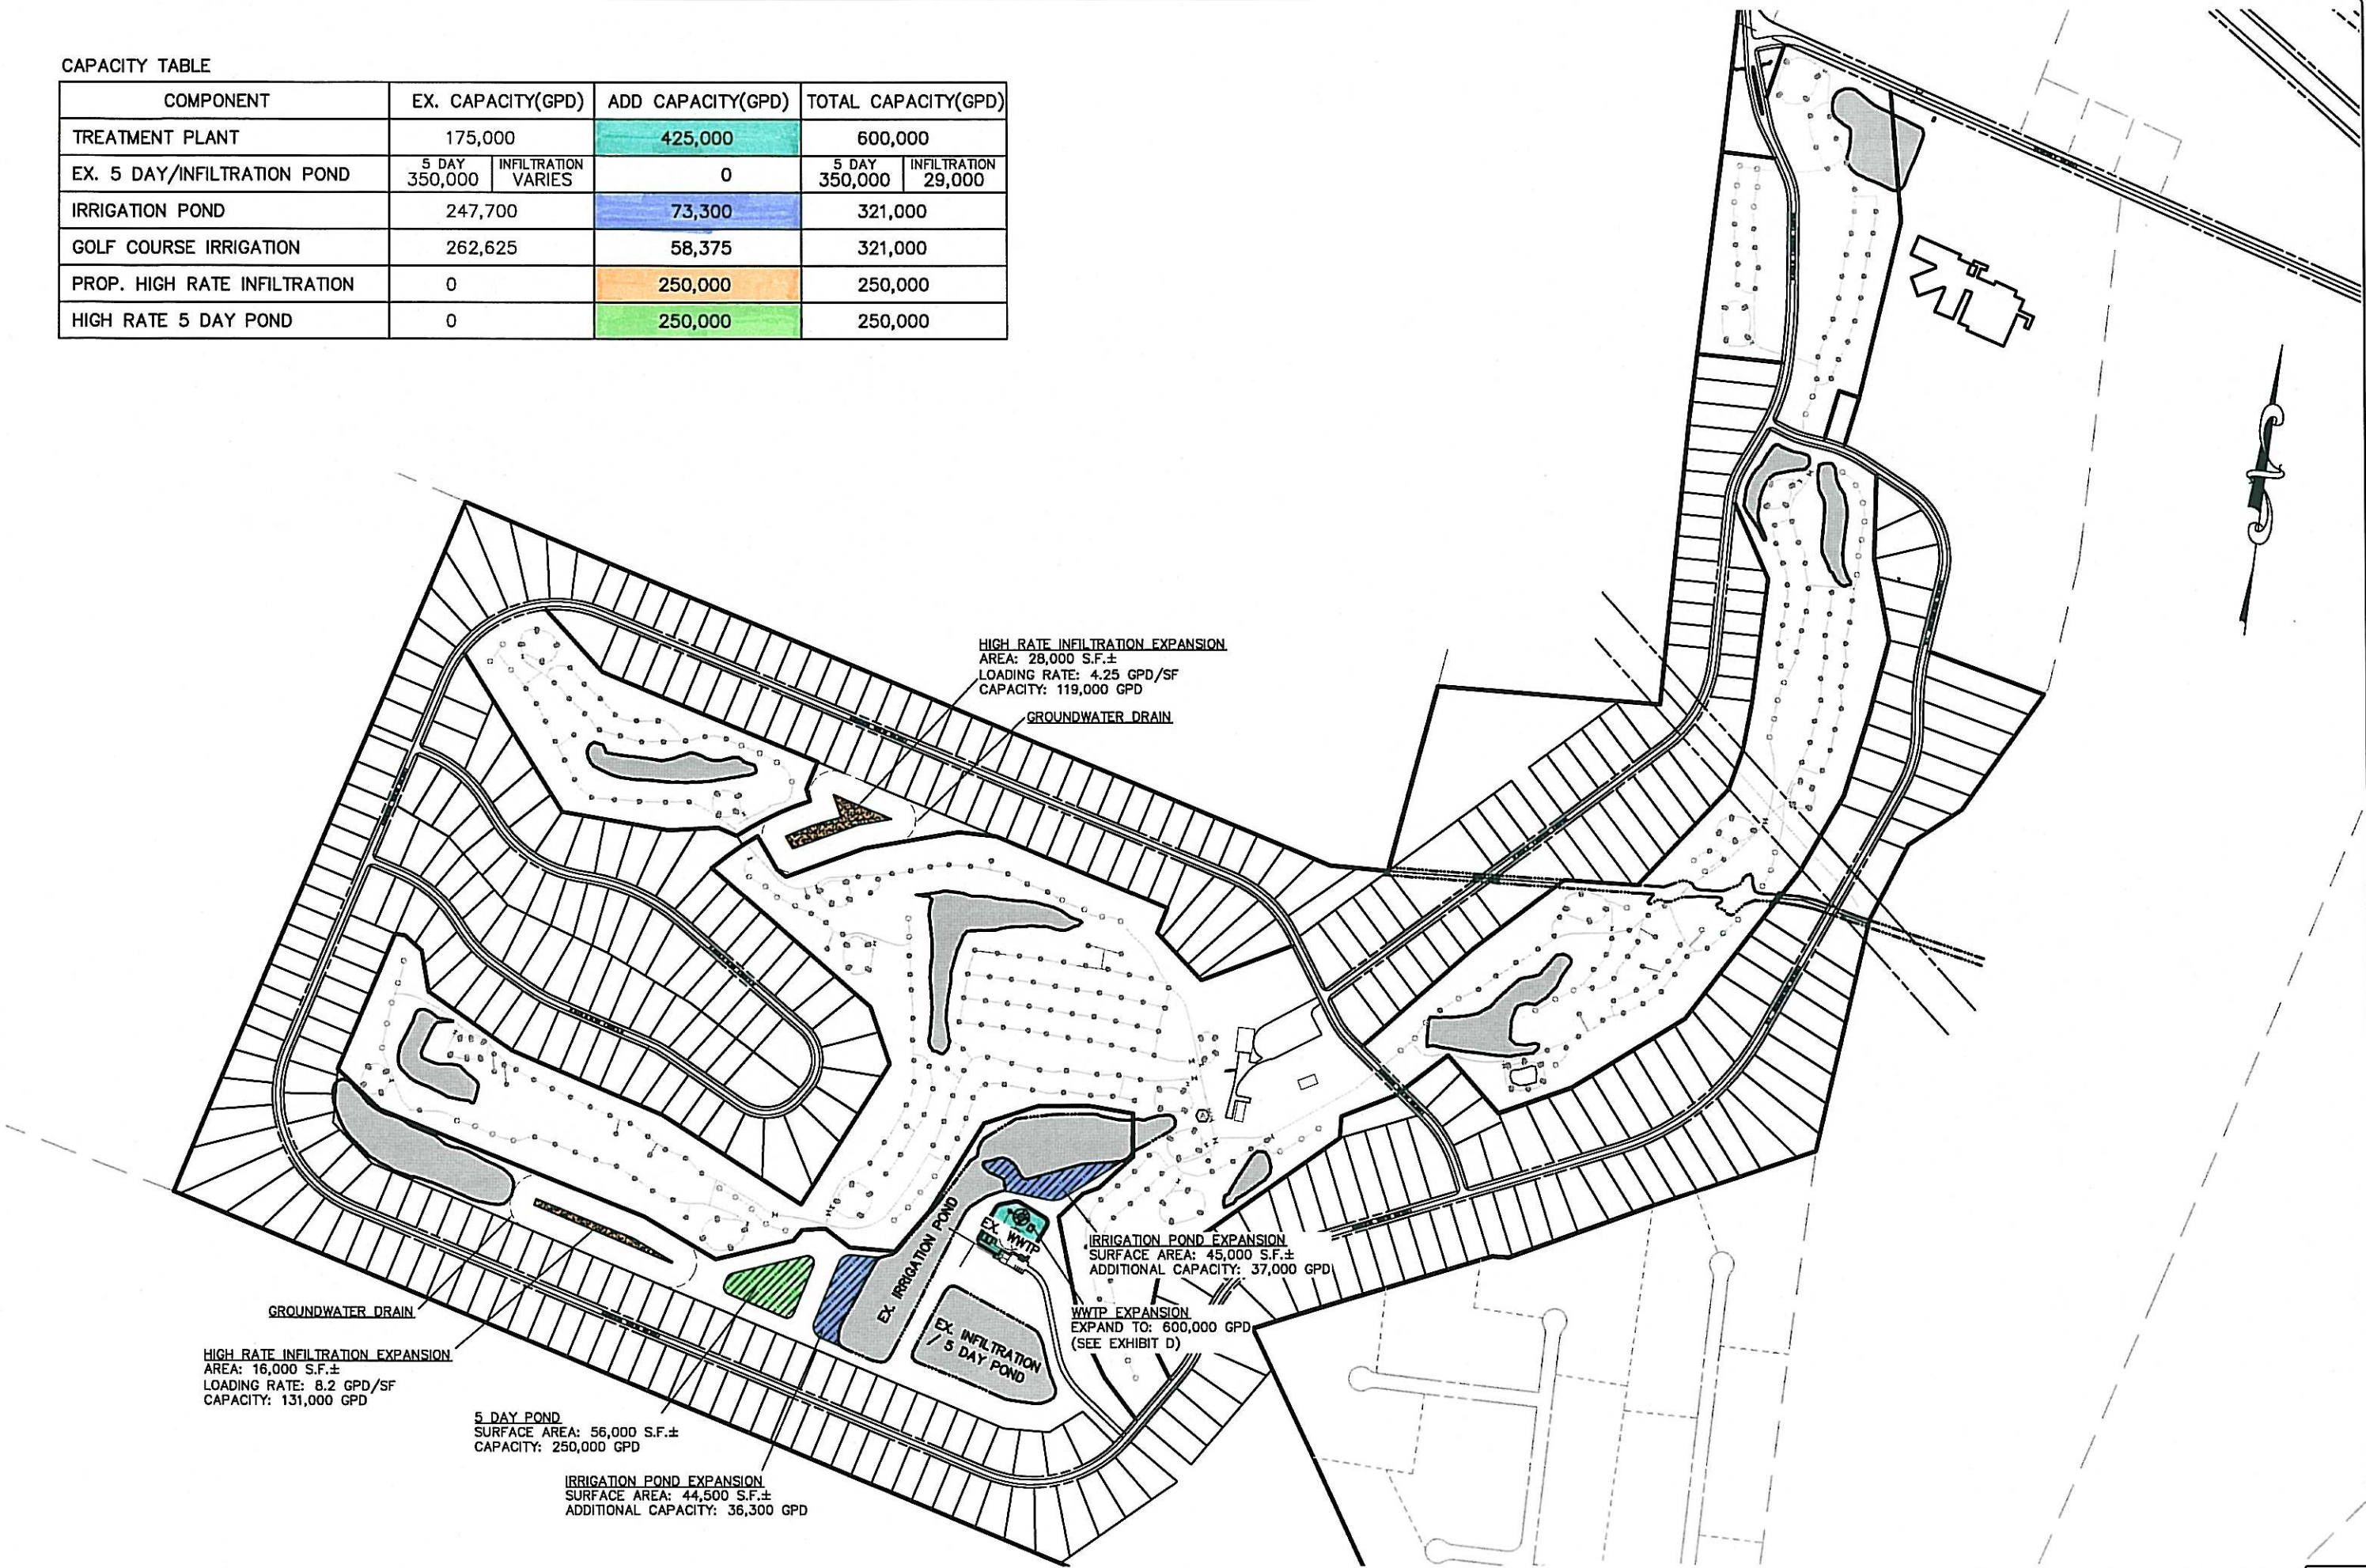 CAPACITY TABLE
COMPONENT EX. CAPACITY(GPD) ADD CAPACITY(GPD) TOTAL CAPACITY(GPD)
TREATMENT PLANT 175,000 425,000 600,000
EX. 5 DAY/INFILTRATION POND 5 DAY 350,000 INFILTRATION VARIES 0 5 DAY 350,000 INFILTRATION 29,000
IRRIGATION POND 247,700 73,300 321,000
GOLF COURSE IRRIGATION 262,625 58,375 321,000
PROP. HIGH RATE INFILTRATION 0 250,000 250,000
HIGH RATE 5 DAY POND 0 250,000 250,000
HIGH RATE INFILTRATION EXPANSION
AREA: 28,000 S.F.±
LOADING RATE: 4.25 GPD/SF
CAPACITY: 119,000 GPD
GROUNDWATER DRAIN
EX. IRRIGATION POND
EX. WWTP
EX. INFILTRATION
/ 5 DAY POND
IRRIGATION POND EXPANSION
SURFACE AREA: 45,000 S.F.±
ADDITIONAL CAPACITY: 37,000 GPD
WWTP EXPANSION
EXPAND TO: 600,000 GPD
(SEE EXHIBIT D)
GROUNDWATER DRAIN
HIGH RATE INFILTRATION EXPANSION
AREA: 16,000 S.F.±
LOADING RATE: 8.2 GPD/SF
CAPACITY: 131,000 GPD
5 DAY POND
SURFACE AREA: 56,000 S.F.±
CAPACITY: 250,000 GPD
IRRIGATION POND EXPANSION
SURFACE AREA: 44,500 S.F.±
ADDITIONAL CAPACITY: 36,300 GPD